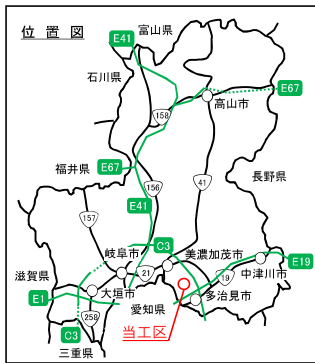 位置図
E41
富山県
石川県
158
高山市
E67
福井県
E67
長野県
156
41
E41
157
岐阜市
C3
美濃加茂市
21
19
E19
滋賀県
中津川市
E1
大垣市
愛知県
多治見市
258
当工区
C3
三重県